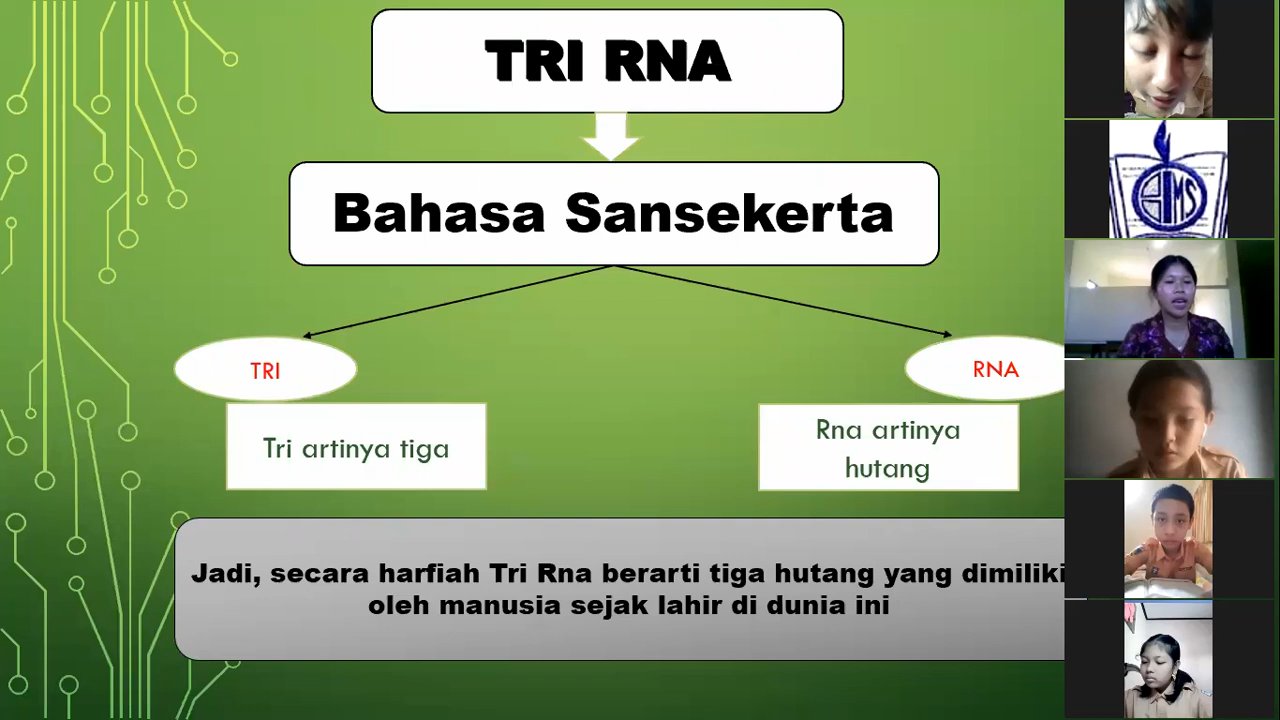 TRI RNA
Bahasa Sansekerta
TRI
RNA
Tri artinya tiga
Rna artinya
hutang
Jadi, secara harfiah Tri Rna berarti tiga hutang yang dimiliki
oleh manusia sejak lahir di dunia ini